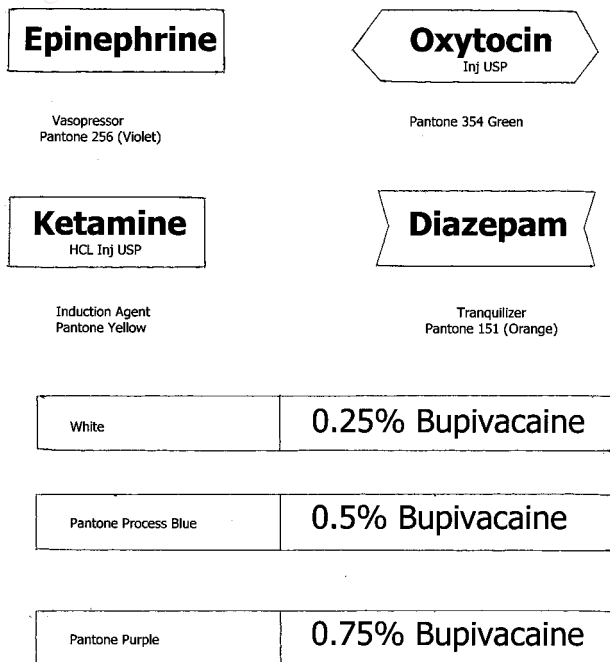 Epinephrine
Oxytocin
Inj USP
Vasopressor
Pantone 256 (Violet)
Pantone 354 Green
Ketamine
HCL Inj USP
Diazepam
Induction Agent
Pantone Yellow
Tranquilizer
Pantone 151 (Orange)
White
0.25% Bupivacaine
Pantone Process Blue
0.5% Bupivacaine
Pantone Purple
0.75% Bupivacaine